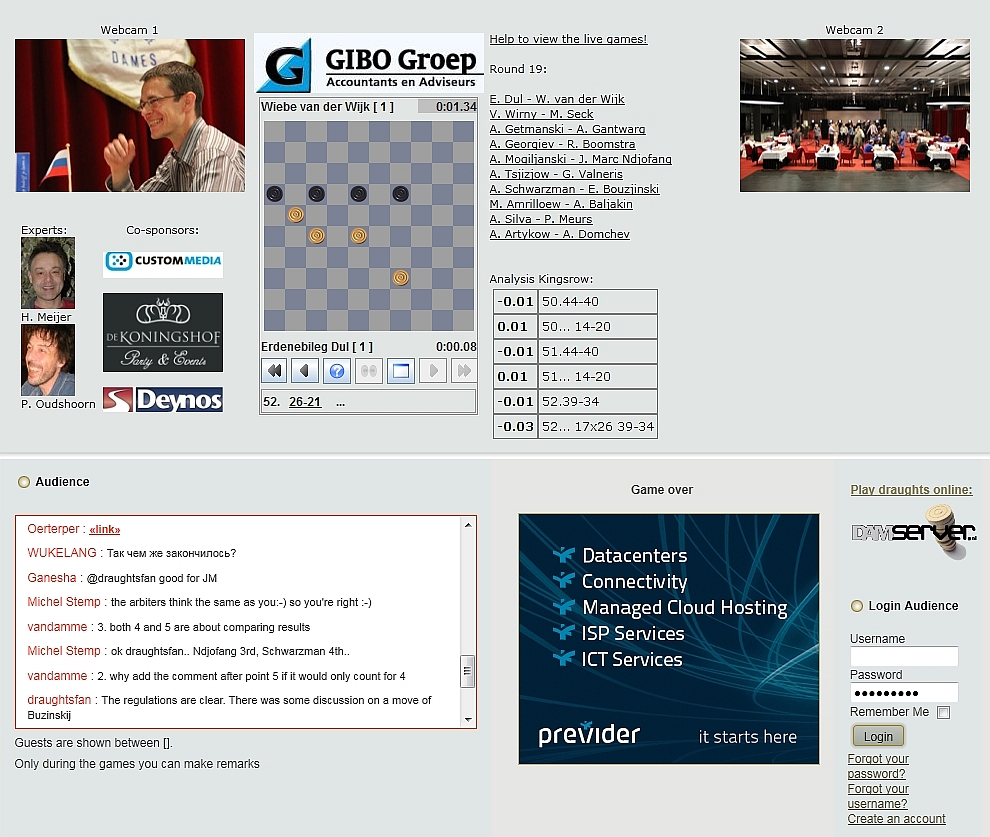 Webcam 1
DAMES
Experts:
H. Meijer
P. Oudshoorn
Co-sponsors:
CUSTOMMEDIA
DE KONINGSHOF
Party & Events
Deynos
GIBO Groep
Accountants en Adviseurs
Wiebe van der Wijk [ 1 ] 0:01.34
Erdenebileg Dul [ 1 ] 0:00.08
52. 26-21 ...
Help to view the live games!
Round 19:
E. Dul - W. van der Wijk
V. Wirny - M. Seck
A. Getmanski - A. Gantwarg
A. Georgiev - R. Boomstra
A. Mogiljanski - J. Marc Ndjofang
A. Tsjizjow - G. Valneris
A. Schwarzman - E. Bouzjinski
M. Amrilloew - A. Baljakin
A. Silva - P. Meurs
A. Artykow - A. Domchev
Analysis Kingsrow:
-0.01 50.44-40
0.01 50... 14-20
-0.01 51.44-40
0.01 51... 14-20
-0.01 52.39-34
-0.03 52... 17x26 39-34
Webcam 2
Audience
Oerterper : «link»
WUKELANG : Так чем же закончилось?
Ganesha : @draughtsfan good for JM
Michel Stemp : the arbiters think the same as you:-) so you're right :-)
vandamme : 3. both 4 and 5 are about comparing results
Michel Stemp : ok draughtsfan.. Ndjofang 3rd, Schwarzman 4th..
vandamme : 2. why add the comment after point 5 if it would only count for 4
draughtsfan : The regulations are clear. There was some discussion on a move of
Buzinskij
Guests are shown between [].
Only during the games you can make remarks
Game over
Datacenters
Connectivity
Managed Cloud Hosting
ISP Services
ICT Services
previder
it starts here
Play draughts online:
DAMSERVER.nl
Login Audience
Username
Password
●●●●●●●●●
Remember Me
Login
Forgot your
password?
Forgot your
username?
Create an account